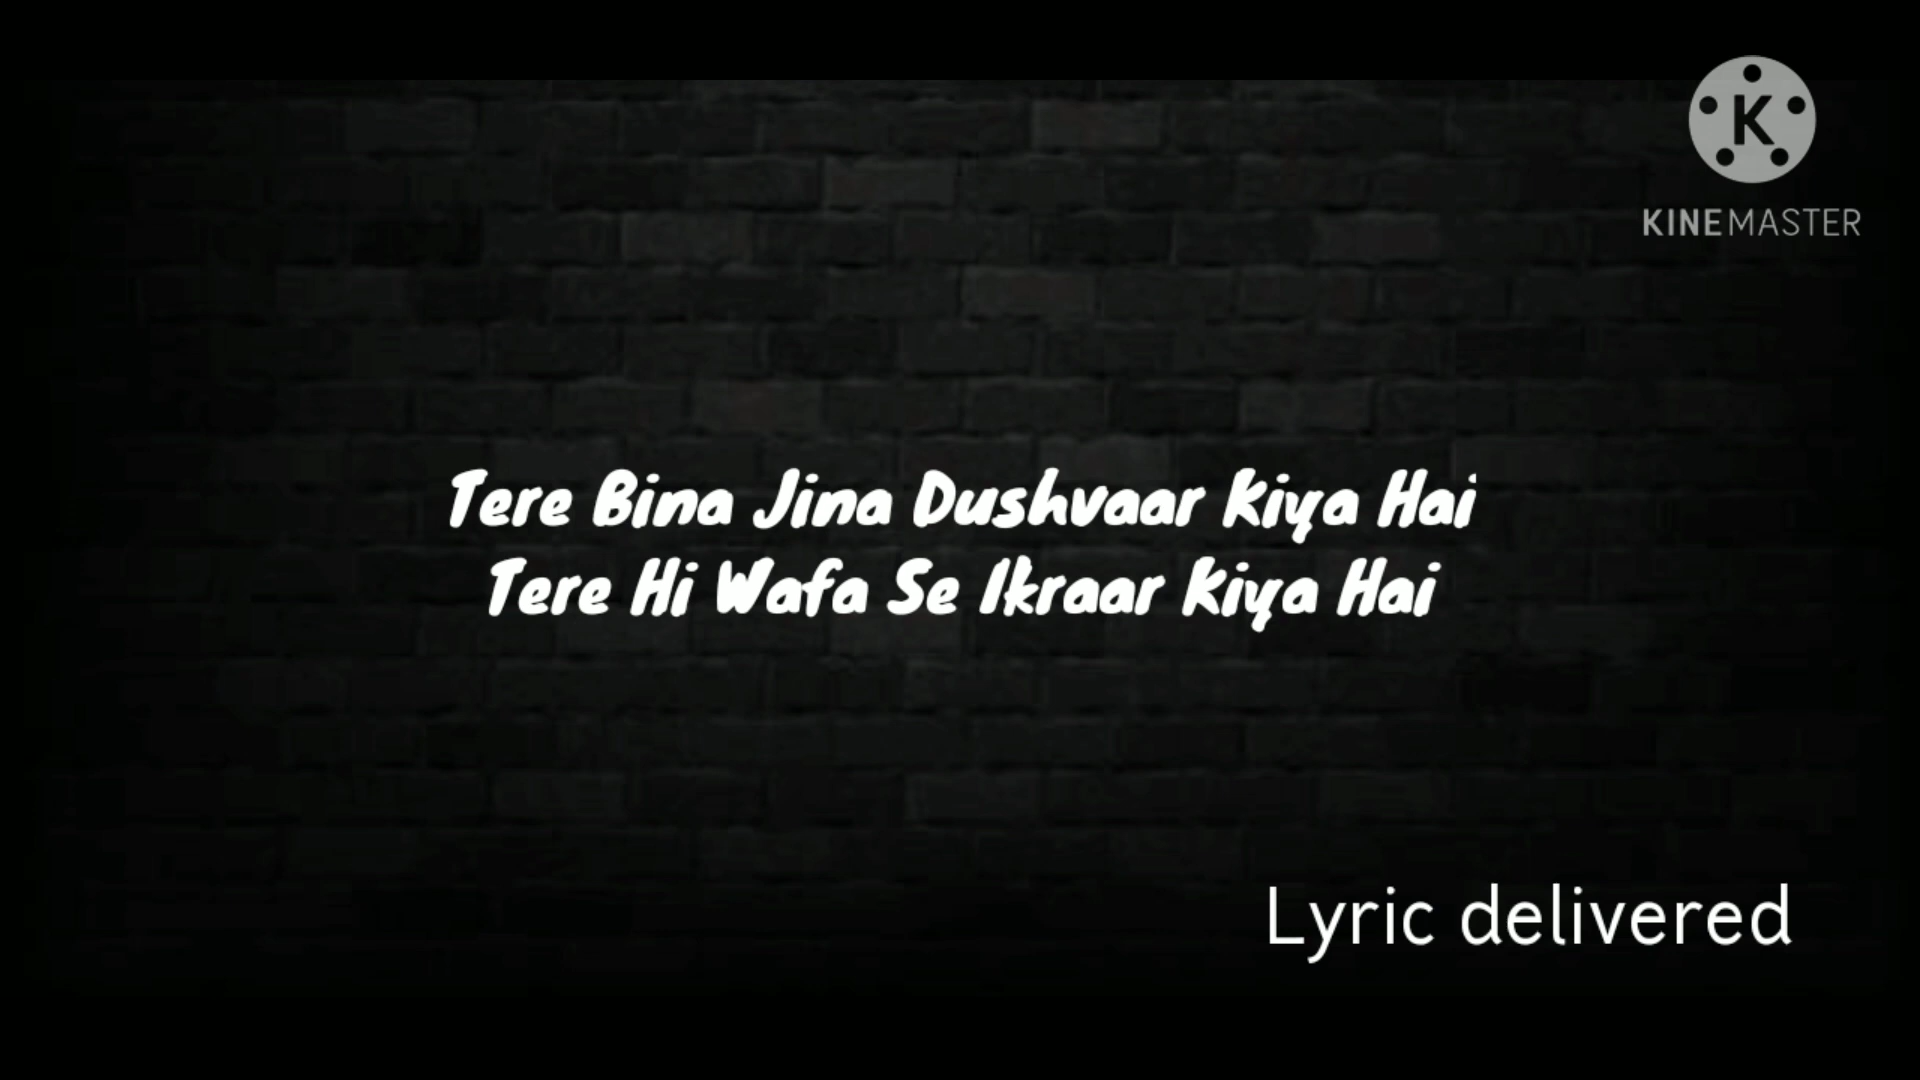 K
KINEMASTER
Tere Bina Jina Dushvaar Kiya Hai
Tere Hi Wafa Se Ikraar Kiya Hai
Lyric delivered